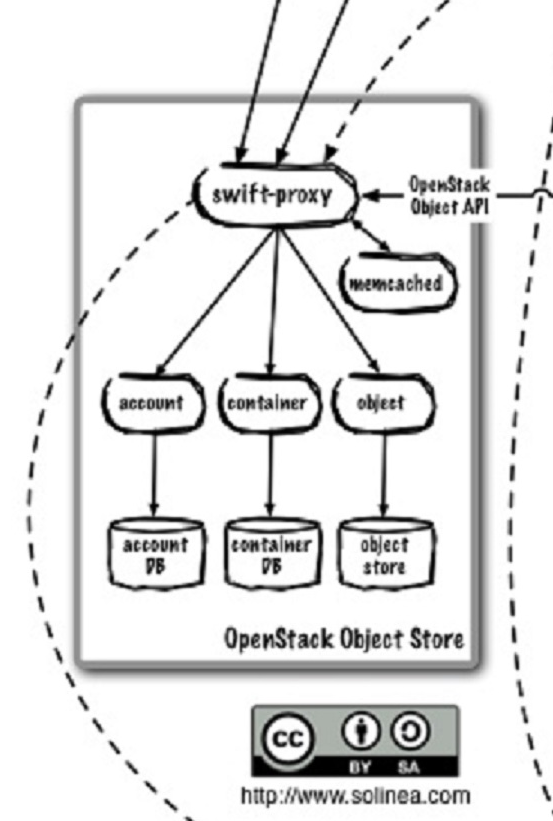 swift-proxy
OpenStack
Object API
memcached
account
container
object
account
DB
container
DB
object
store
OpenStack Object Store
cc
BY SA
http://www.solinea.com